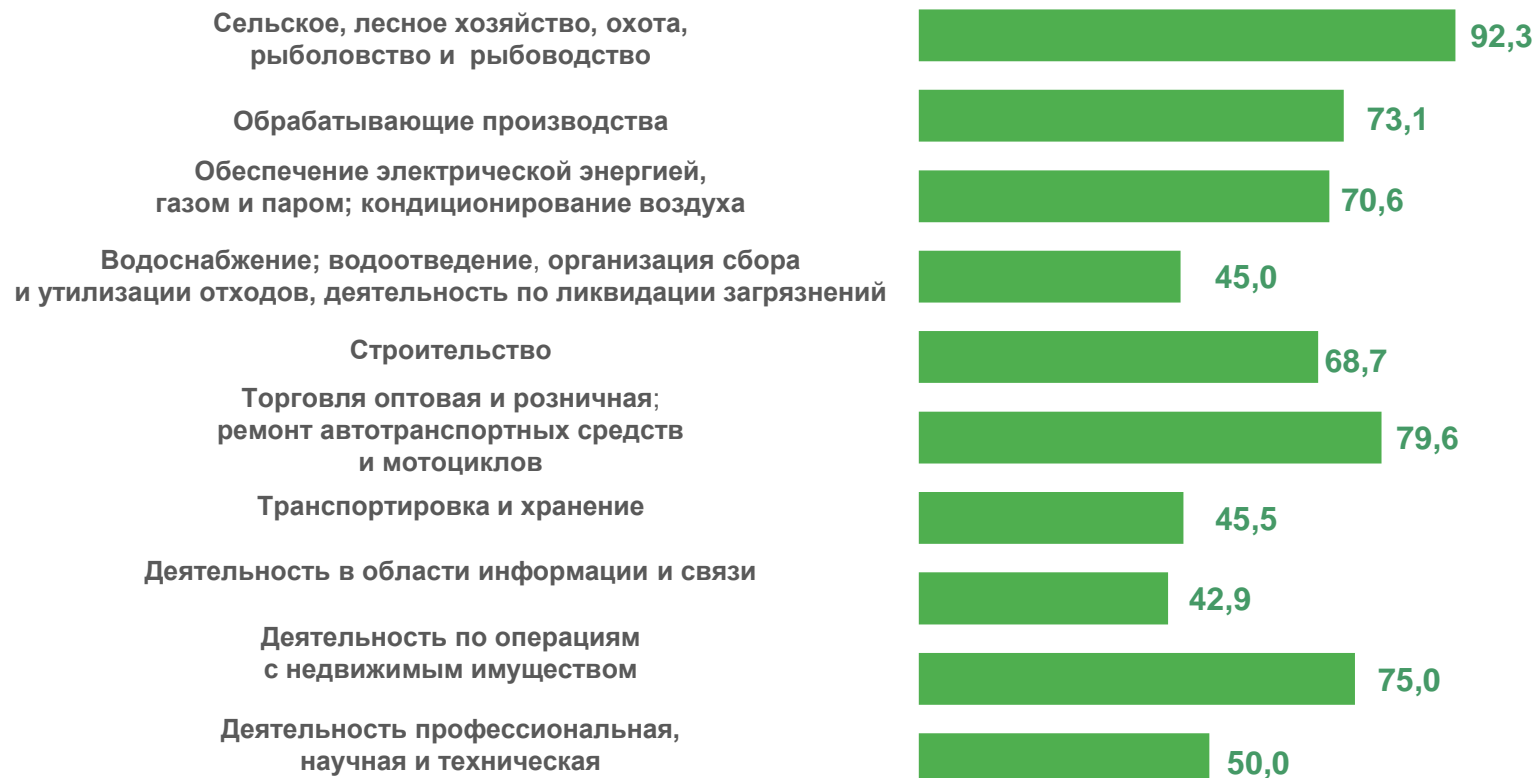 Сельское, лесное хозяйство, охота,
рыболовство и  рыбоводство
92,3
Обрабатывающие производства
73,1
Обеспечение электрической энергией,
газом и паром; кондиционирование воздуха
70,6
Водоснабжение; водоотведение, организация сбора
и утилизации отходов, деятельность по ликвидации загрязнений
45,0
Строительство
68,7
Торговля оптовая и розничная;
ремонт автотранспортных средств
и мотоциклов
79,6
Транспортировка и хранение
45,5
Деятельность в области информации и связи
42,9
Деятельность по операциям
с недвижимым имуществом
75,0
Деятельность профессиональная,
научная и техническая
50,0